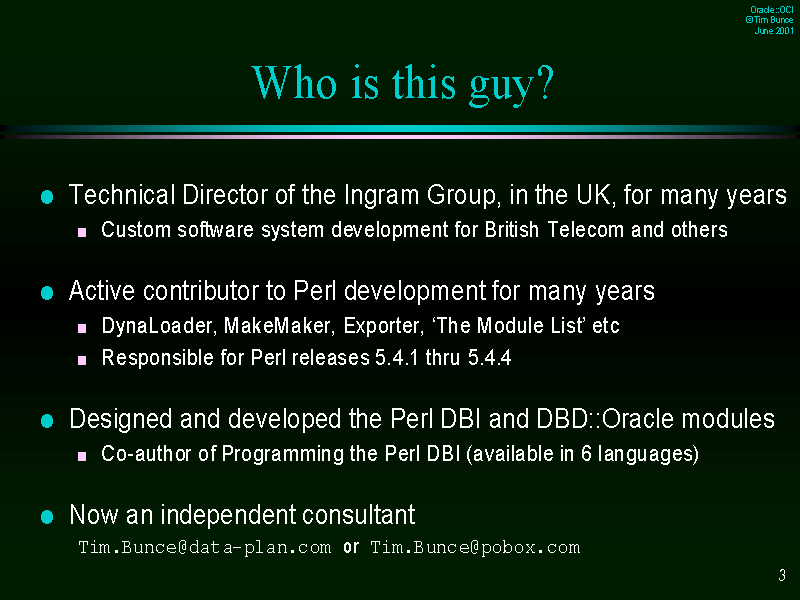 Oracle::OCI
©Tim Bunce
June 2001
Who is this guy?
Technical Director of the Ingram Group, in the UK, for many years
Custom software system development for British Telecom and others
Active contributor to Perl development for many years
DynaLoader, MakeMaker, Exporter, ‘The Module List’ etc
Responsible for Perl releases 5.4.1 thru 5.4.4
Designed and developed the Perl DBI and DBD::Oracle modules
Co-author of Programming the Perl DBI (available in 6 languages)
Now an independent consultant
Tim.Bunce@data-plan.com or Tim.Bunce@pobox.com
3